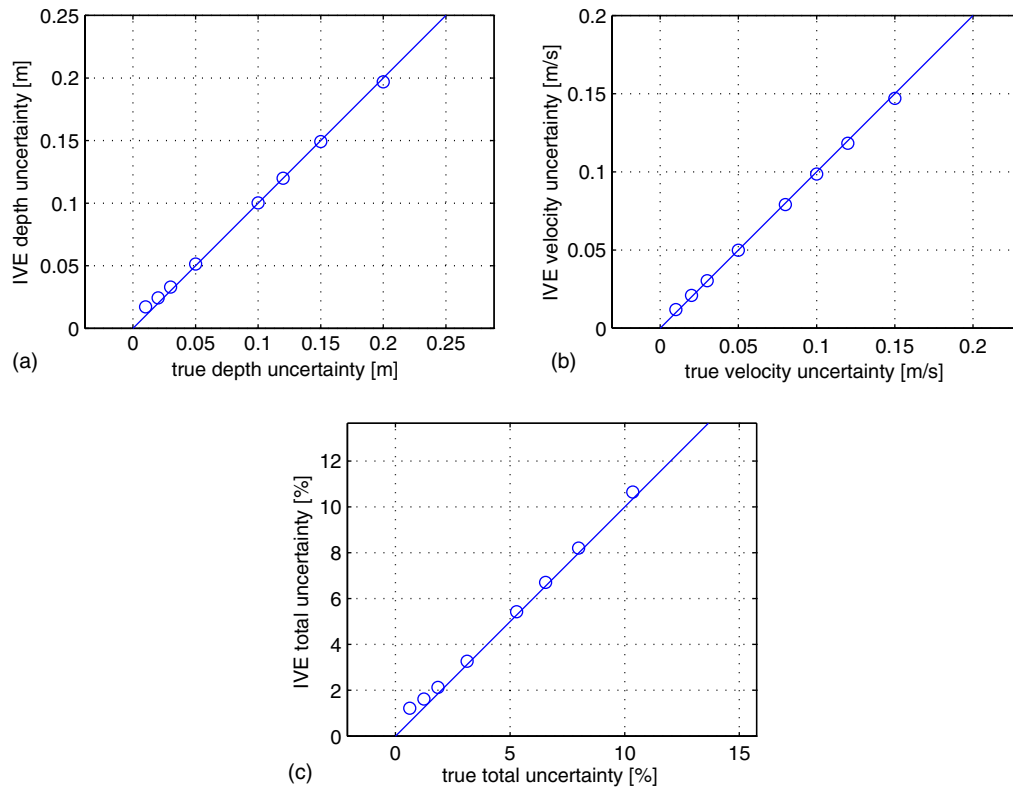 0.25
0.2
0.15
0.1
0.05
0
IVE depth uncertainty [m]
0 0.05 0.1 0.15 0.2 0.25
true depth uncertainty [m]
(a)
0.2
0.15
0.1
0.05
0
IVE velocity uncertainty [m/s]
0 0.05 0.1 0.15 0.2
true velocity uncertainty [m/s]
(b)
12
10
8
6
4
2
0
IVE total uncertainty [%]
0 5 10 15
true total uncertainty [%]
(c)